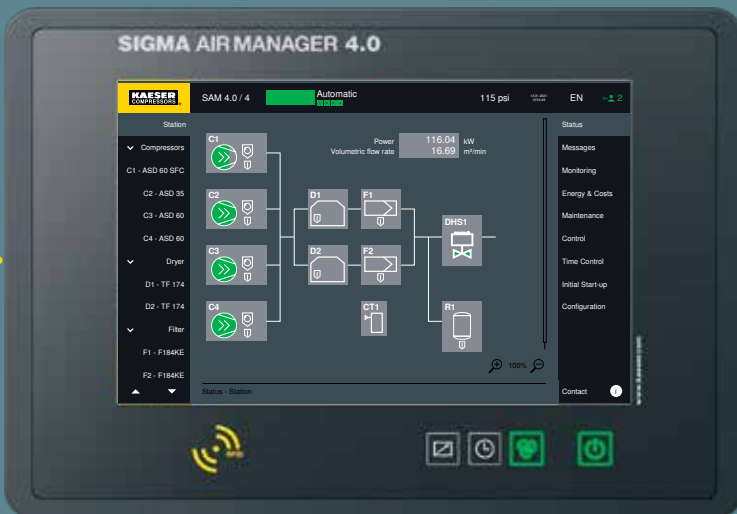 SIGMA AIR MANAGER 4.0
KAESER
COMPRESSORS
SAM 4.0 / 4
Automatic
115 psi
EN
2
Station
Compressors
C1 - ASD 60 SFC
C2 - ASD 35
C3 - ASD 60
C4 - ASD 60
Dryer
D1 - TF 174
D2 - TF 174
Filter
F1 - F184KE
F2 - F184KE
Power 116.04 kW
Volumetric flow rate 16.69 m³/min
C1
C2
C3
C4
D1
D2
F1
F2
DHS1
CT1
R1
100%
Status - Station
Status
Messages
Monitoring
Energy & Costs
Maintenance
Control
Time Control
Initial Start-up
Configuration
Contact i
www.kaeser.com
RFID